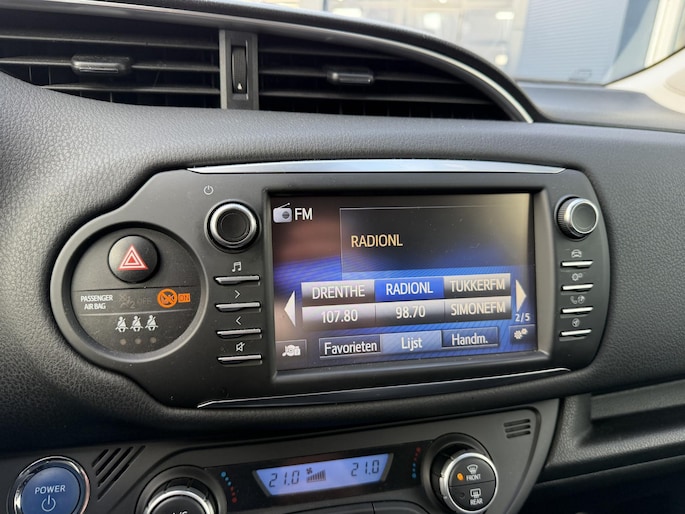 FM
RADIONL
DRENTHE RADIONL TUKKERFM
107.80 98.70 SIMONEFM
2/5
Favorieten Lijst Handm.
PASSENGER
AIR BAG
OFF ON
POWER
21.0 21.0
FRONT
REAR